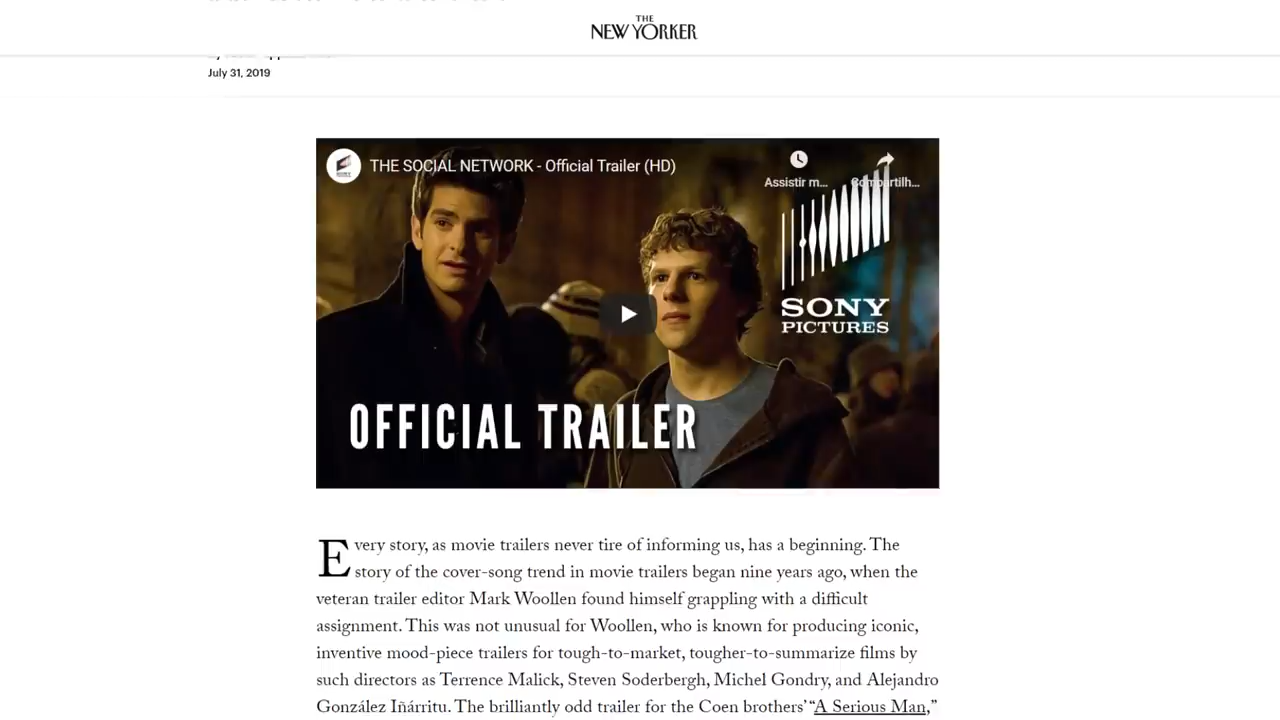 THE
NEW YORKER
July 31, 2019
THE SOCIAL NETWORK - Official Trailer (HD)
Assistir m...
Compartilh...
SONY
PICTURES
OFFICIAL TRAILER
Every story, as movie trailers never tire of informing us, has a beginning. The
story of the cover-song trend in movie trailers began nine years ago, when the
veteran trailer editor Mark Woollen found himself grappling with a difficult
assignment. This was not unusual for Woollen, who is known for producing iconic,
inventive mood-piece trailers for tough-to-market, tougher-to-summarize films by
such directors as Terrence Malick, Steven Soderbergh, Michel Gondry, and Alejandro
González Iñárritu. The brilliantly odd trailer for the Coen brothers’ “A Serious Man,”